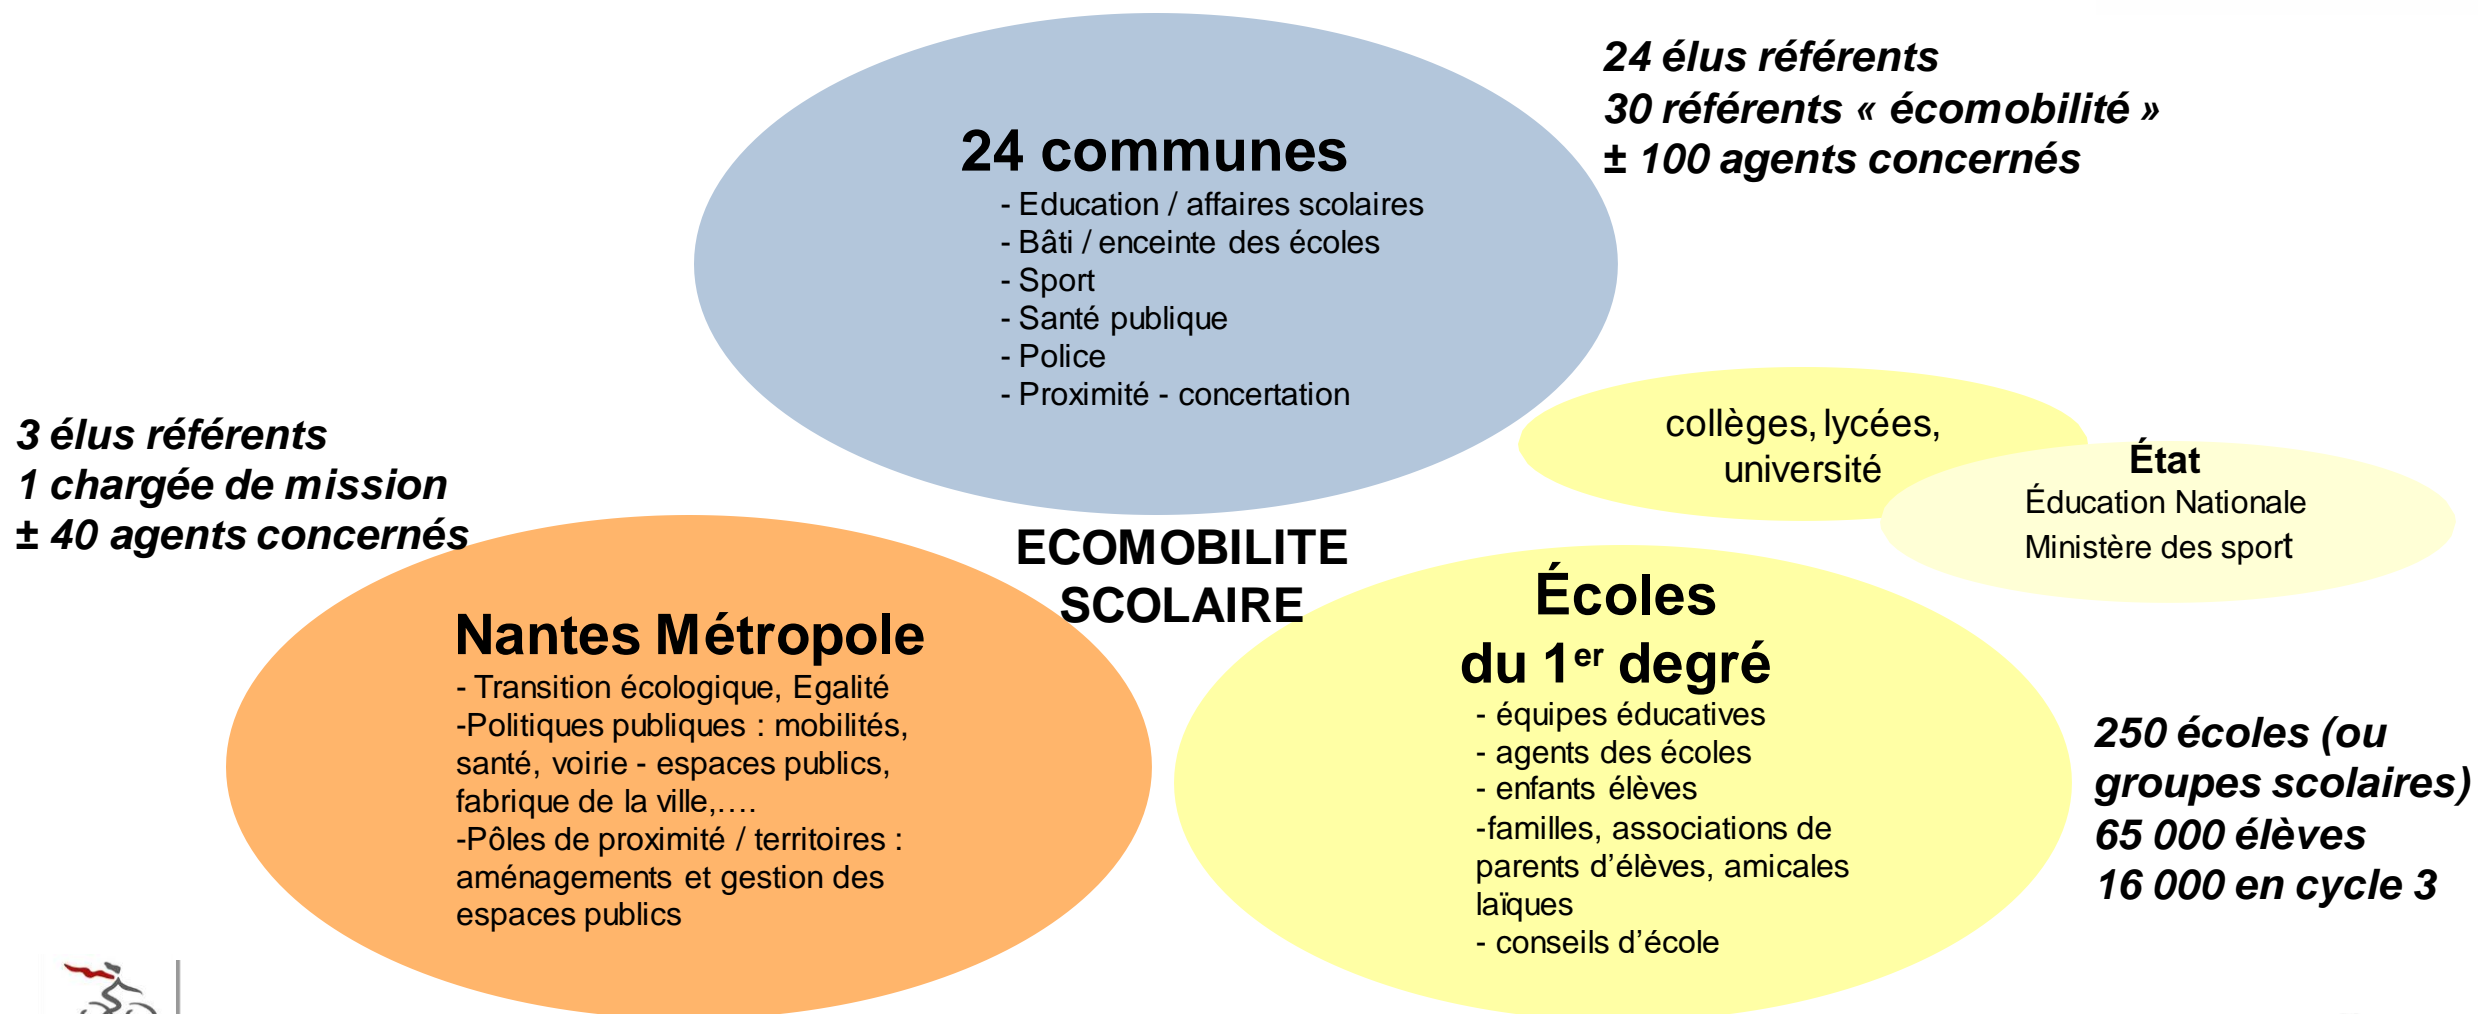 24 élus référents
30 référents « écomobilité »
± 100 agents concernés
24 communes
- Education / affaires scolaires
- Bâti / enceinte des écoles
- Sport
- Santé publique
- Police
- Proximité - concertation
collèges, lycées,
université
État
Éducation Nationale
Ministère des sport
3 élus référents
1 chargée de mission
± 40 agents concernés
ECOMOBILITE
SCOLAIRE
Nantes Métropole
- Transition écologique, Egalité
-Politiques publiques : mobilités,
santé, voirie - espaces publics,
fabrique de la ville,….
-Pôles de proximité / territoires :
aménagements et gestion des
espaces publics
Écoles
du 1er degré
- équipes éducatives
- agents des écoles
- enfants élèves
-familles, associations de
parents d’élèves, amicales
laïques
- conseils d’école
250 écoles (ou
groupes scolaires)
65 000 élèves
16 000 en cycle 3